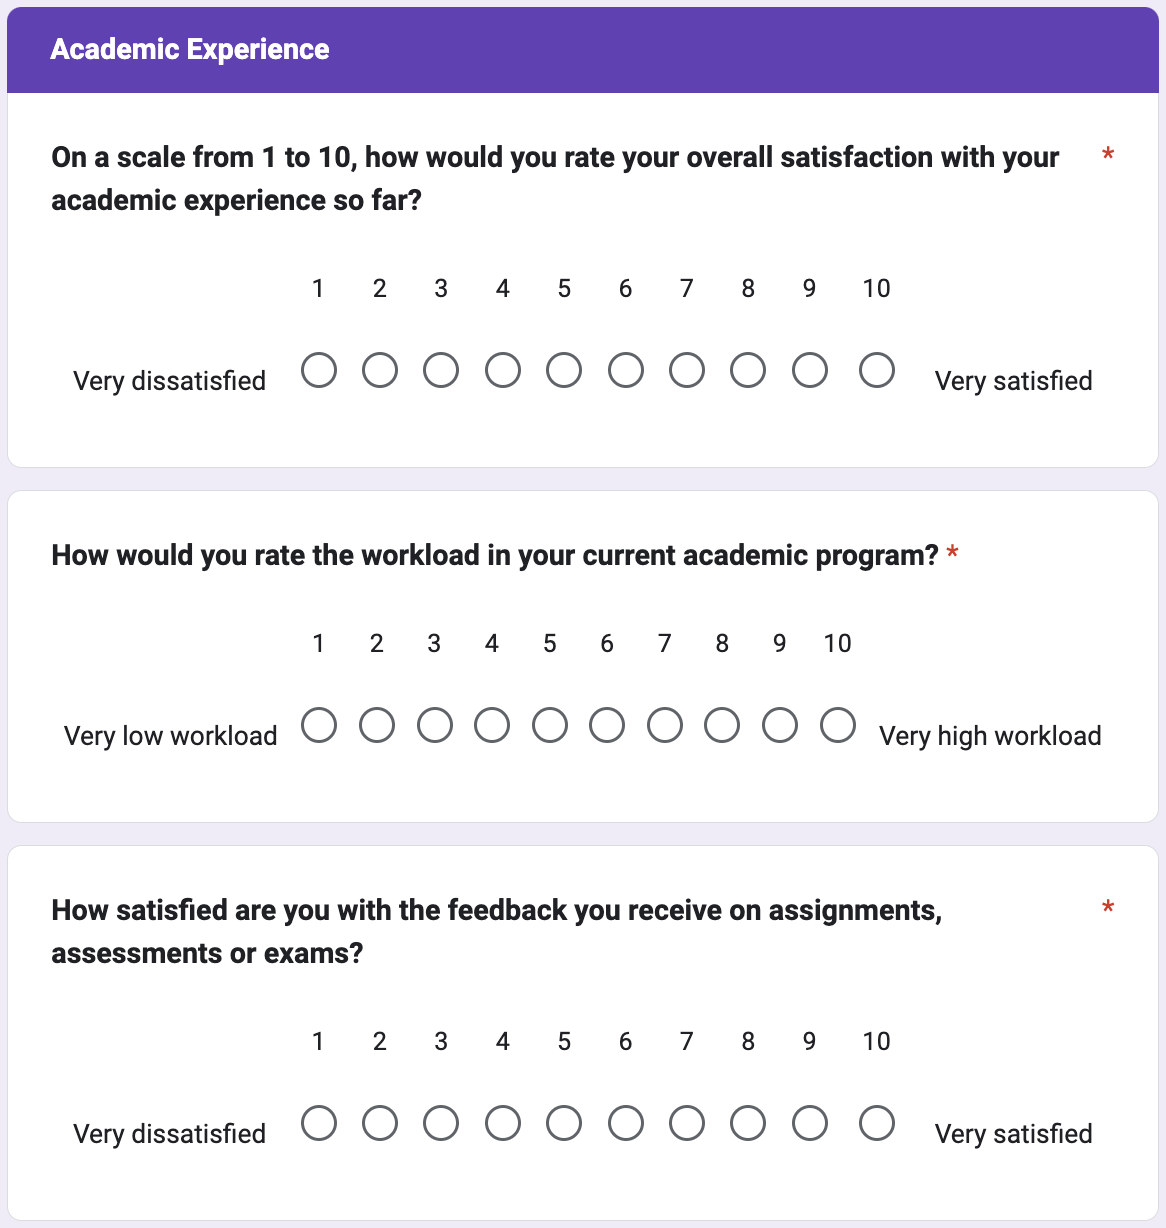 Academic Experience
On a scale from 1 to 10, how would you rate your overall satisfaction with your *
academic experience so far?
1 2 3 4 5 6 7 8 9 10
Very dissatisfied Very satisfied
How would you rate the workload in your current academic program? *
1 2 3 4 5 6 7 8 9 10
Very low workload Very high workload
How satisfied are you with the feedback you receive on assignments, *
assessments or exams?
1 2 3 4 5 6 7 8 9 10
Very dissatisfied Very satisfied